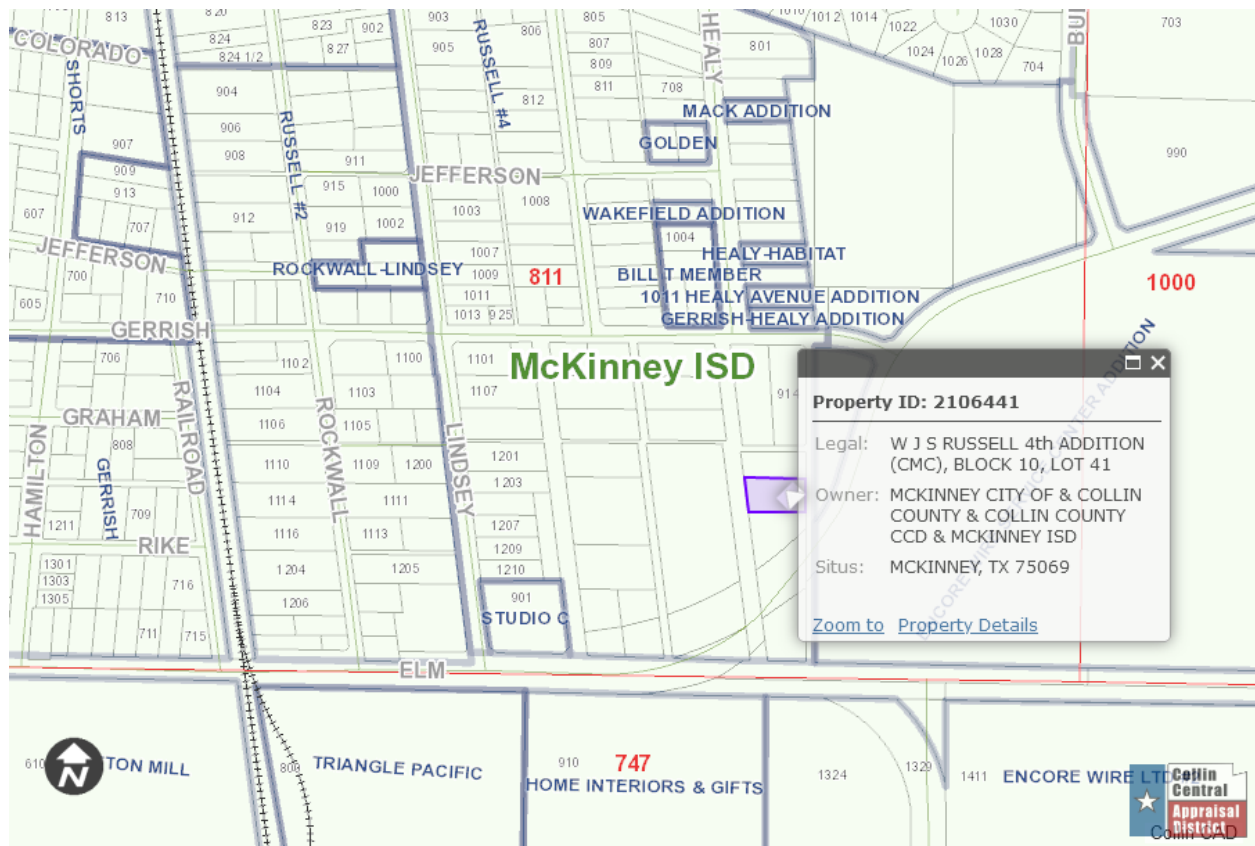 813
820
823
902
903
806
805
1010
1012
1014
1022
1030
703
COLORADO
824
827
905
807
HEALY
801
1024
1026
1028
704
824 1/2
809
SHORTS
904
RUSSELL #4
812
811
708
MACK ADDITION
906
RUSSELL #2
907
908
911
GOLDEN
990
909
913
915
1000
JEFFERSON
607
707
912
919
1002
1003
1008
WAKEFIELD ADDITION
JEFFERSON
1007
1004
HEALY-HABITAT
700
ROCKWALL-LINDSEY
1009
811
BILL T MEMBER
1000
605
710
1011
1011 HEALY AVENUE ADDITION
GERRISH
1013
925
GERRISH-HEALY ADDITION
706
1102
1100
1101
McKinney ISD
RAILROAD
1104
1103
1107
914
GRAHAM
1106
ROCKWALL
1105
LINDSEY
HAMILTON
808
GERRISH
1110
1109
1200
1201
1203
1114
1111
1211
709
1116
1113
1207
RIKE
1209
1301
1303
1305
716
1204
1205
1210
1206
901
STUDIO C
711
715
ELM
Property ID: 2106441
Legal: W J S RUSSELL 4th ADDITION
(CMC), BLOCK 10, LOT 41
Owner: MCKINNEY CITY OF & COLLIN
COUNTY & COLLIN COUNTY
CCD & MCKINNEY ISD
Situs: MCKINNEY, TX 75069
Zoom to Property Details
ENCORE WIRE SERVICE CENTER ADDITION
610
TON MILL
800
TRIANGLE PACIFIC
910
747
HOME INTERIORS & GIFTS
1324
1329
1411
ENCORE WIRE LTD
N
Collin
Central
Appraisal
District
Collin CAD